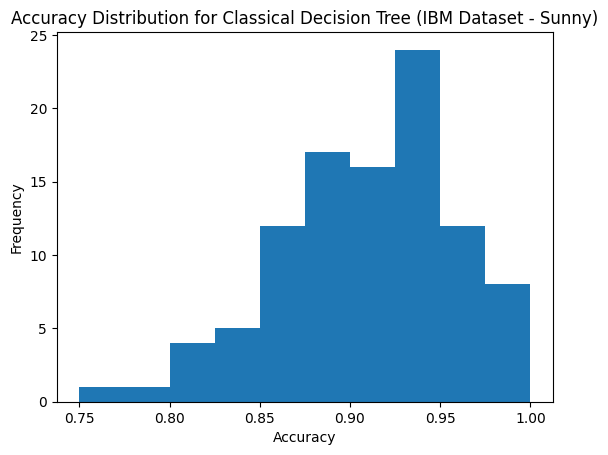 Accuracy Distribution for Classical Decision Tree (IBM Dataset - Sunny)
25
20
15
10
5
0
Frequency
0.75 0.80 0.85 0.90 0.95 1.00
Accuracy